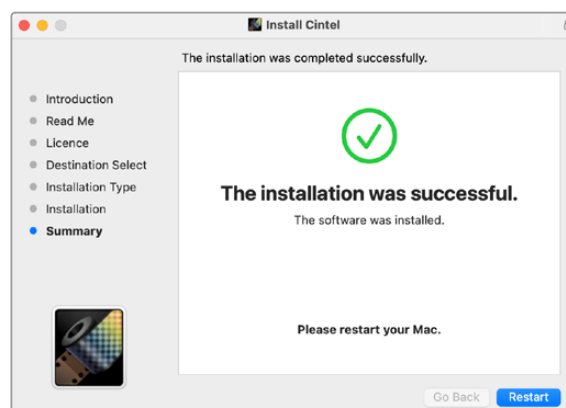 Install Cintel
The installation was completed successfully.
Introduction
Read Me
Licence
Destination Select
Installation Type
Installation
Summary
The installation was successful.
The software was installed.
Please restart your Mac.
Go Back
Restart